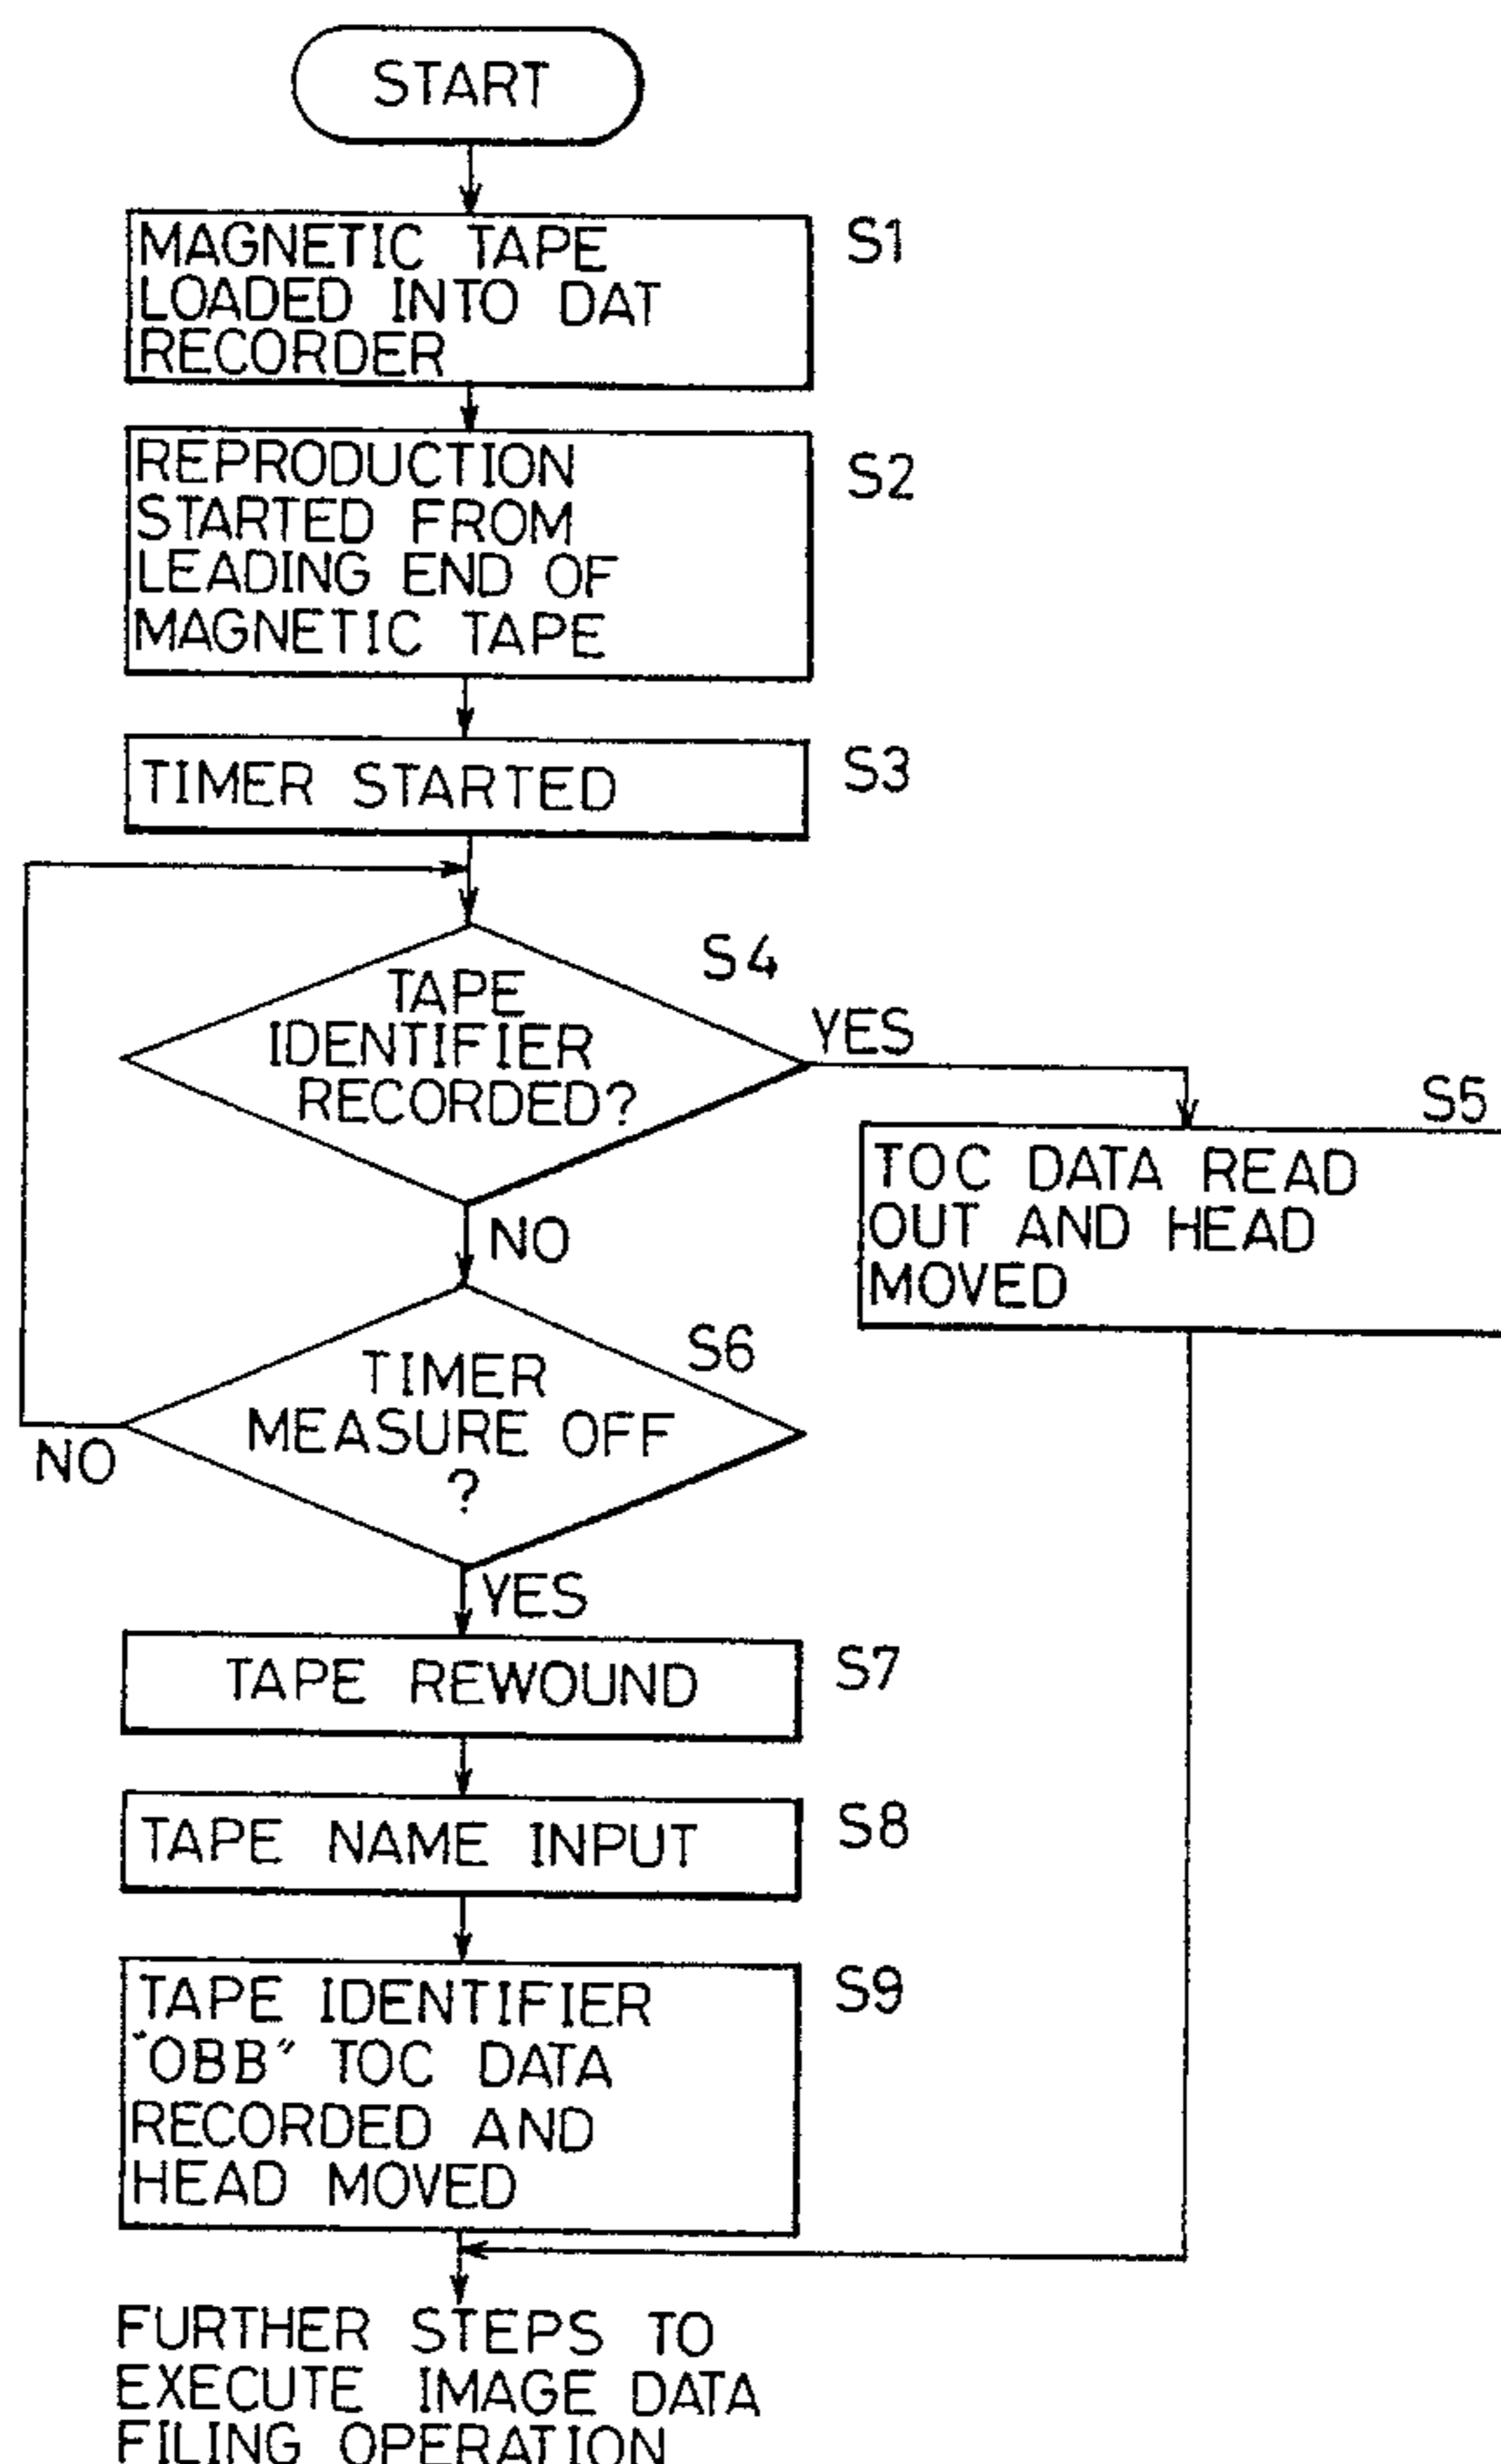 START
MAGNETIC TAPE
LOADED INTO DAT
RECORDER
S1
REPRODUCTION
STARTED FROM
LEADING END OF
MAGNETIC TAPE
S2
TIMER STARTED
S3
TAPE
IDENTIFIER
RECORDED?
S4
YES
S5
TOC DATA READ
OUT AND HEAD
MOVED
NO
S6
TIMER
MEASURE OFF
?
NO
YES
TAPE REWOUND
S7
TAPE NAME INPUT
S8
TAPE IDENTIFIER
"OBB" TOC DATA
RECORDED AND
HEAD MOVED
S9
FURTHER STEPS TO
EXECUTE IMAGE DATA
FILING OPERATION